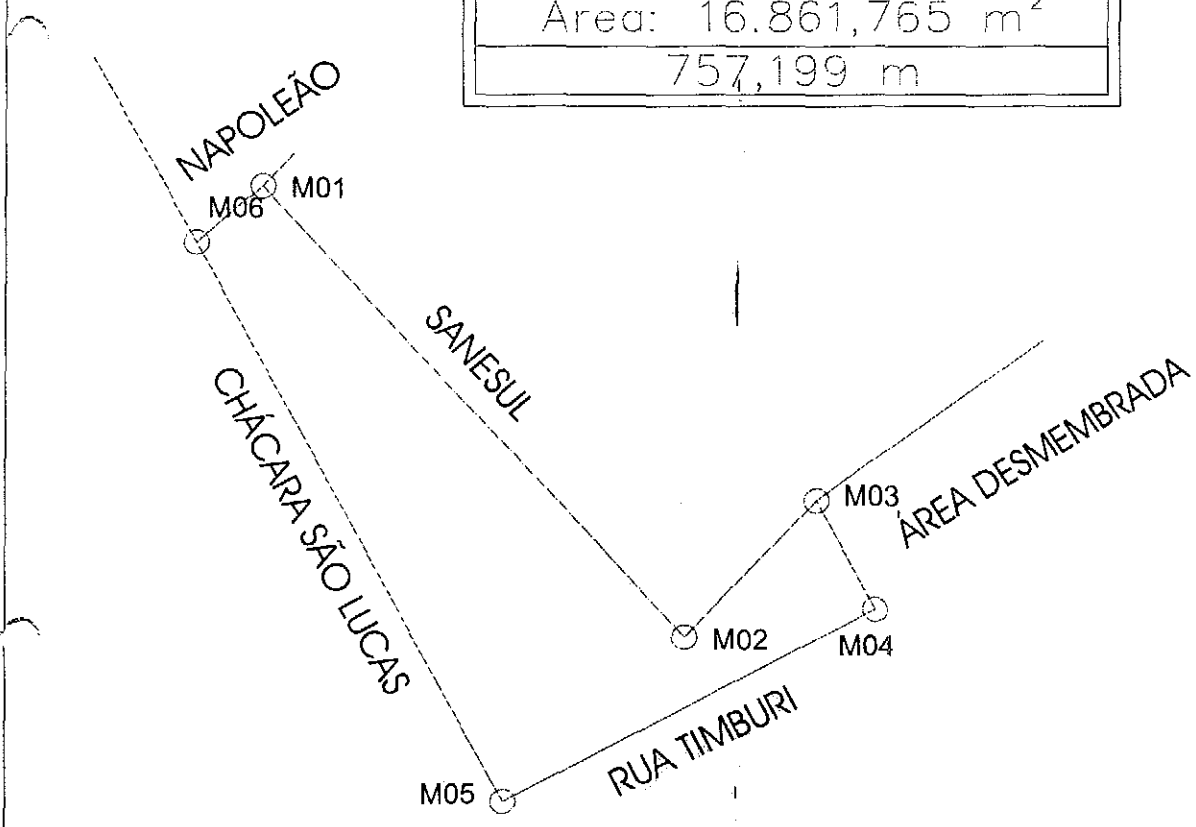 Área: 16.861,765 m²
757,199 m
NAPOLEÃO
M01
M06
SANESUL
CHÁCARA SÃO LUCAS
M03
ÁREA DESMEMBRADA
M02
M04
RUA TIMBURI
M05